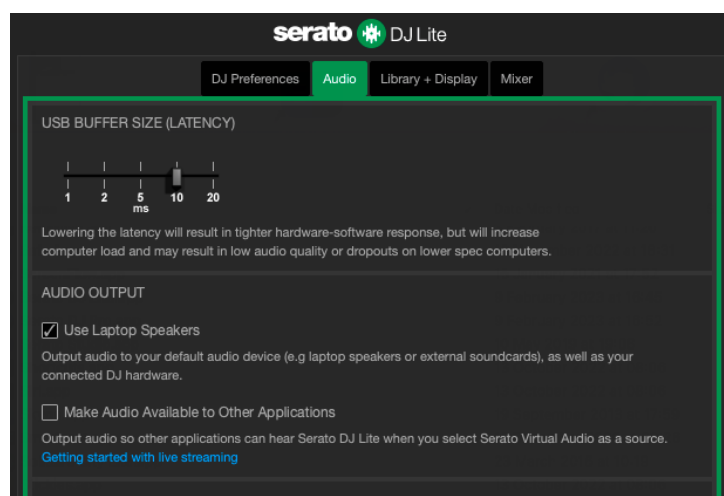 serato DJ Lite
DJ Preferences Audio Library + Display Mixer
USB BUFFER SIZE (LATENCY)
1 2 5 10 20
ms
Lowering the latency will result in tighter hardware-software response, but will increase
computer load and may result in low audio quality or dropouts on lower spec computers.
AUDIO OUTPUT
Use Laptop Speakers
Output audio to your default audio device (e.g laptop speakers or external soundcards), as well as your
connected DJ hardware.
Make Audio Available to Other Applications
Output audio so other applications can hear Serato DJ Lite when you select Serato Virtual Audio as a source.
Getting started with live streaming